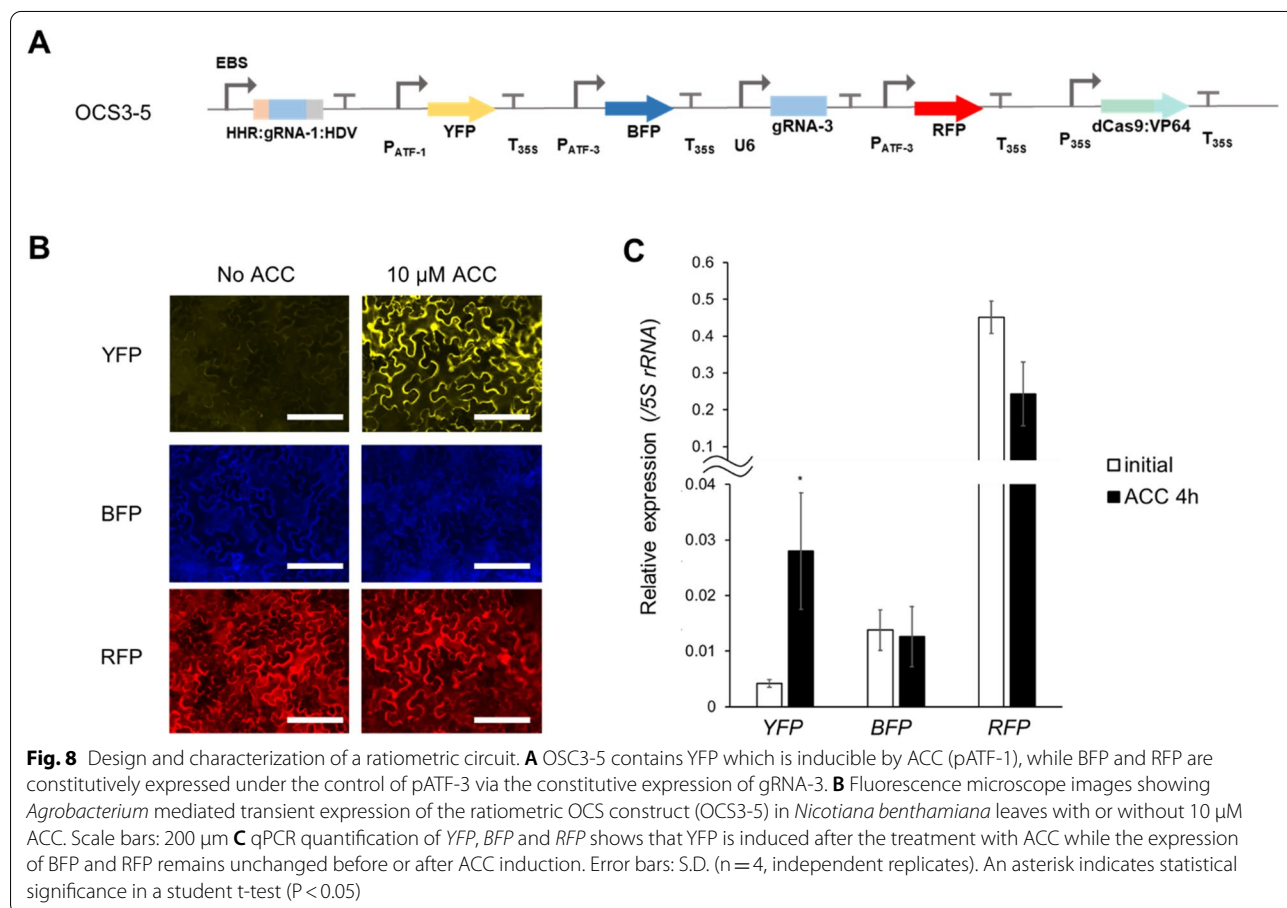 A
EBS
OCS3-5
HHR:gRNA-1:HDV
YFP
BFP
gRNA-3
RFP
dCas9:VP64
PATF-1
T35S
PATF-3
T35S
U6
PATF-3
T35S
P35S
T35S
B
No ACC
10 µM ACC
YFP
BFP
RFP
C
Relative expression (/5S rRNA)
0.6
0.5
0.4
0.3
0.2
0.1
0.04
0.03
0.02
0.01
0
*
YFP
BFP
RFP
initial
ACC 4h
Fig. 8 Design and characterization of a ratiometric circuit. A OSC3-5 contains YFP which is inducible by ACC (pATF-1), while BFP and RFP are
constitutively expressed under the control of pATF-3 via the constitutive expression of gRNA-3. B Fluorescence microscope images showing
Agrobacterium mediated transient expression of the ratiometric OCS construct (OCS3-5) in Nicotiana benthamiana leaves with or without 10 µM
ACC. Scale bars: 200 µm C qPCR quantification of YFP, BFP and RFP shows that YFP is induced after the treatment with ACC while the expression
of BFP and RFP remains unchanged before or after ACC induction. Error bars: S.D. (n = 4, independent replicates). An asterisk indicates statistical
significance in a student t-test (P < 0.05)